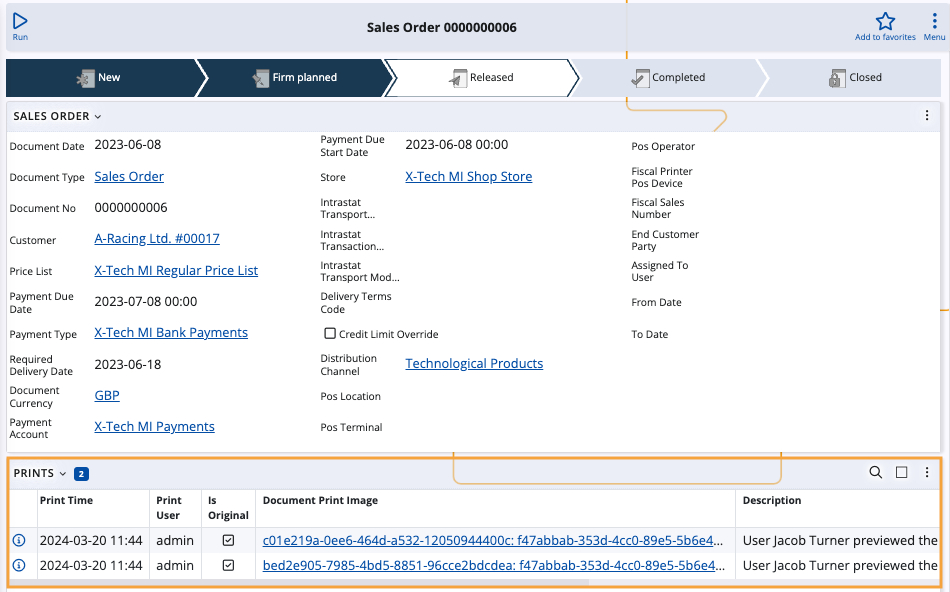 Run
Sales Order 0000000006
Add to favorites
Menu
New
Firm planned
Released
Completed
Closed
SALES ORDER
Document Date 2023-06-08
Document Type Sales Order
Document No 0000000006
Customer A-Racing Ltd. #00017
Price List X-Tech MI Regular Price List
Payment Due
Date
2023-07-08 00:00
Payment Type X-Tech MI Bank Payments
Required
Delivery Date
2023-06-18
Document
Currency
GBP
Payment
Account
X-Tech MI Payments
Payment Due
Start Date
2023-06-08 00:00
Store X-Tech MI Shop Store
Intrastat
Transport...
Intrastat
Transaction...
Intrastat
Transport Mod...
Delivery Terms
Code
Credit Limit Override
Distribution
Channel
Technological Products
Pos Location
Pos Terminal
Pos Operator
Fiscal Printer
Pos Device
Fiscal Sales
Number
End Customer
Party
Assigned To
User
From Date
To Date
PRINTS 2
Print Time
Print
User
Is
Original
Document Print Image
Description
2024-03-20 11:44 admin c01e219a-0ee6-464d-a532-12050944400c: f47abbab-353d-4cc0-89e5-5b6e4... User Jacob Turner previewed the
2024-03-20 11:44 admin bed2e905-7985-4bd5-8851-96cce2bdcdea: f47abbab-353d-4cc0-89e5-5b6e4... User Jacob Turner previewed the